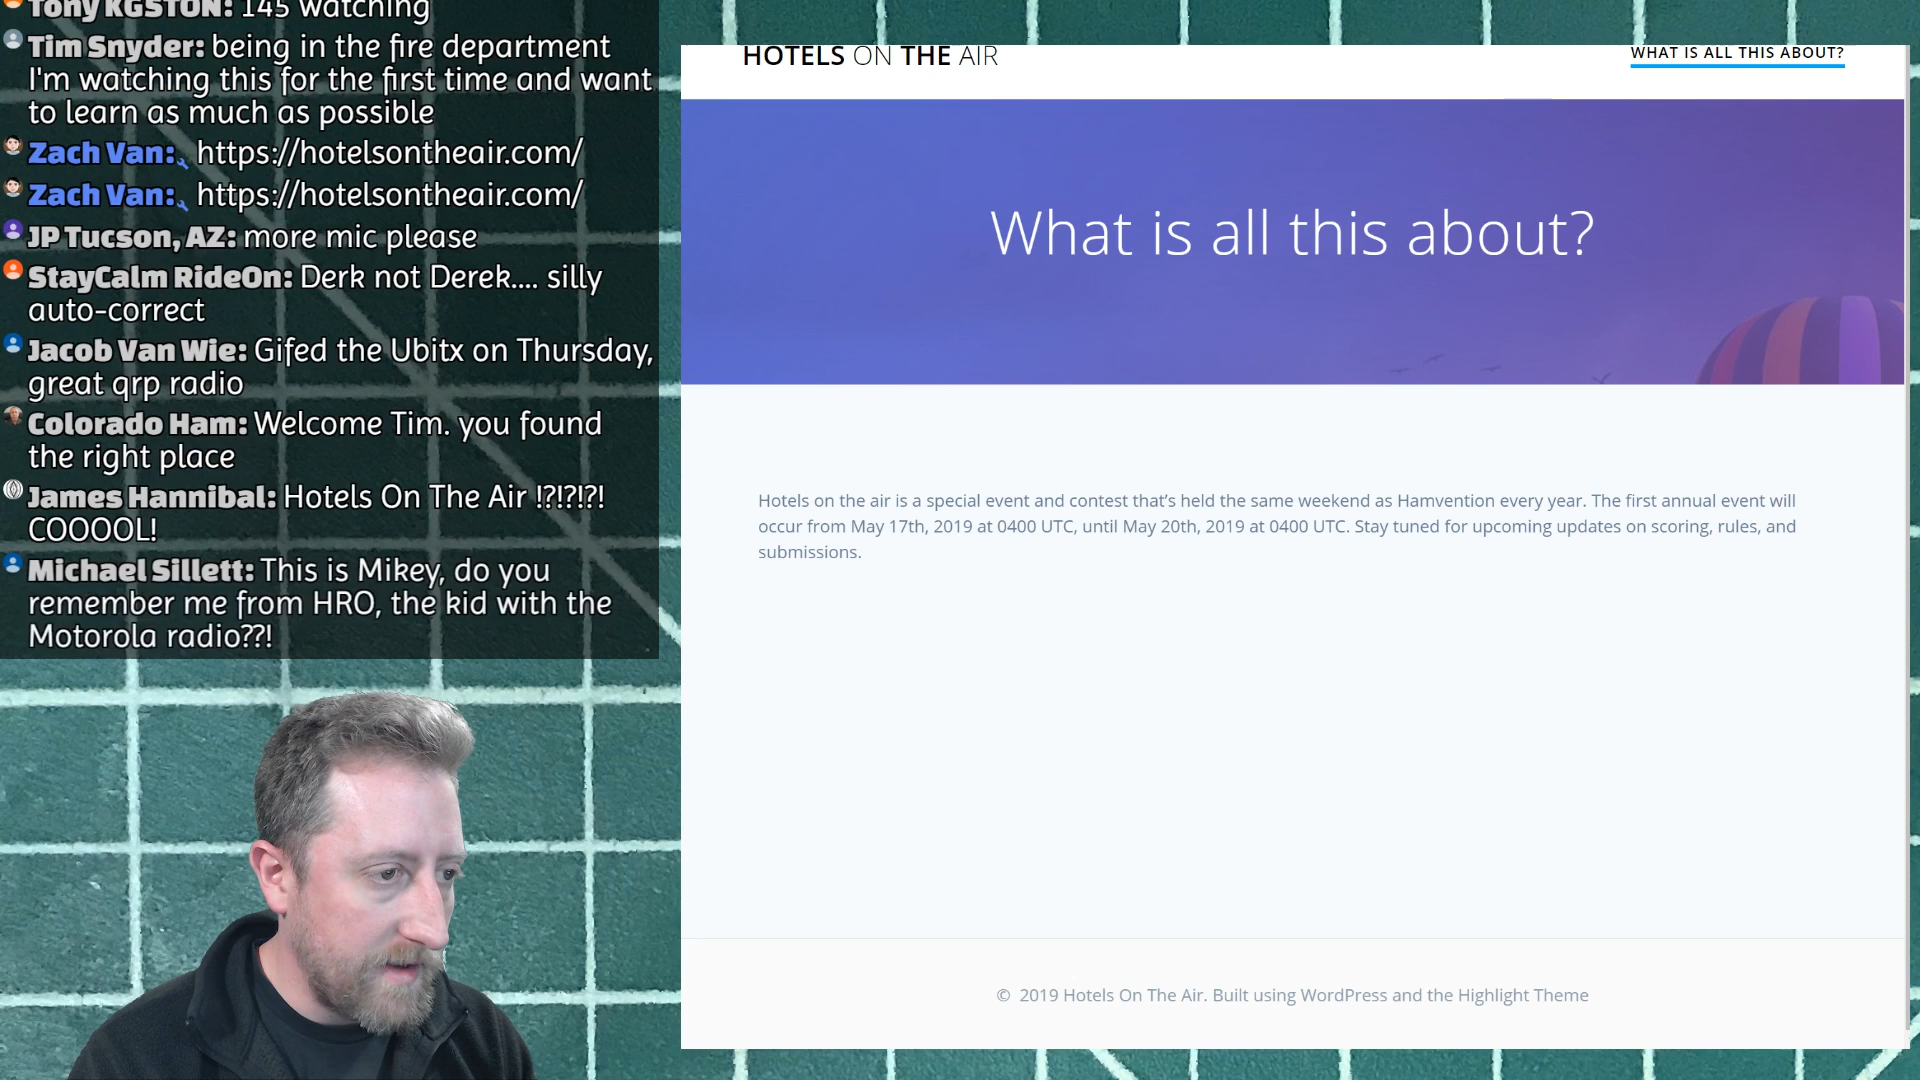 Tony KGSTON: 145 watching
Tim Snyder: being in the fire department
I'm watching this for the first time and want
to learn as much as possible
Zach Van: https://hotelsontheair.com/
Zach Van: https://hotelsontheair.com/
JP Tucson, AZ: more mic please
StayCalm RideOn: Derk not Derek.... silly
auto-correct
Jacob Van Wie: Gifed the Ubitx on Thursday,
great qrp radio
Colorado Ham: Welcome Tim. you found
the right place
James Hannibal: Hotels On The Air !?!?!?!
COOOOL!
Michael Sillett: This is Mikey, do you
remember me from HRO, the kid with the
Motorola radio??!
HOTELS ON THE AIR
WHAT IS ALL THIS ABOUT?
What is all this about?
Hotels on the air is a special event and contest that’s held the same weekend as Hamvention every year. The first annual event will
occur from May 17th, 2019 at 0400 UTC, until May 20th, 2019 at 0400 UTC. Stay tuned for upcoming updates on scoring, rules, and
submissions.
© 2019 Hotels On The Air. Built using WordPress and the Highlight Theme